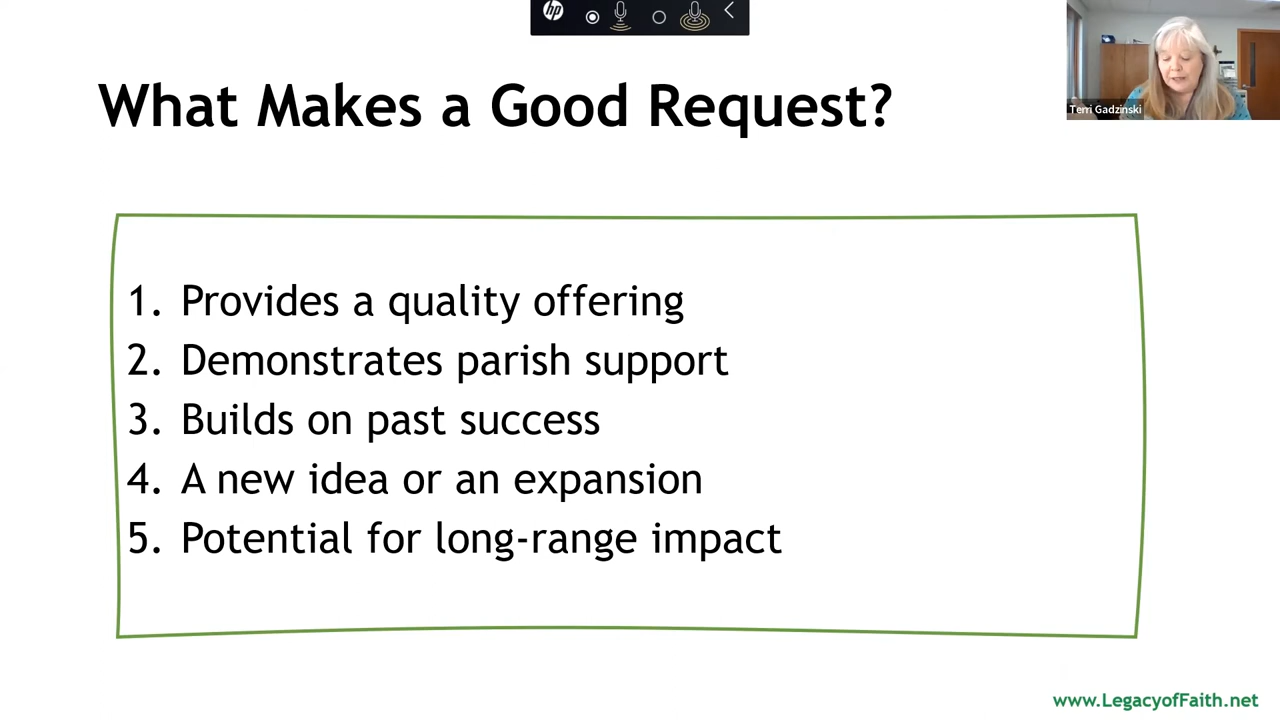 hp
What Makes a Good Request?
Terri Gadzinski
1. Provides a quality offering
2. Demonstrates parish support
3. Builds on past success
4. A new idea or an expansion
5. Potential for long-range impact
www.LegacyofFaith.net